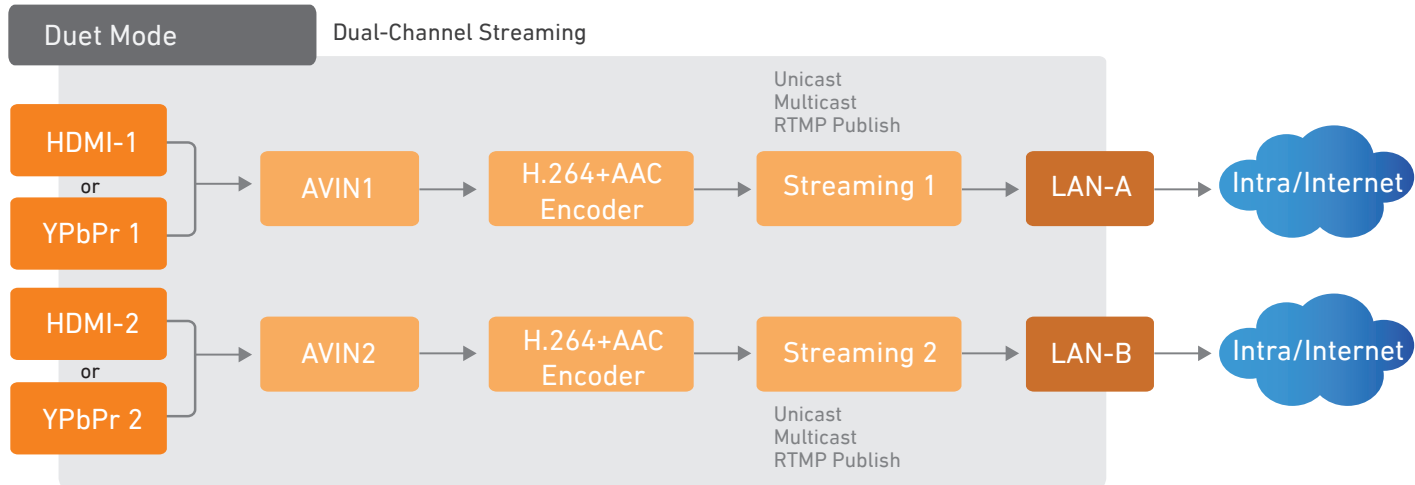 Duet Mode
Dual-Channel Streaming
Unicast
Multicast
RTMP Publish
HDMI-1
or
YPbPr 1
AVIN1
H.264+AAC
Encoder
Streaming 1
LAN-A
Intra/Internet
HDMI-2
or
YPbPr 2
AVIN2
H.264+AAC
Encoder
Streaming 2
LAN-B
Intra/Internet
Unicast
Multicast
RTMP Publish